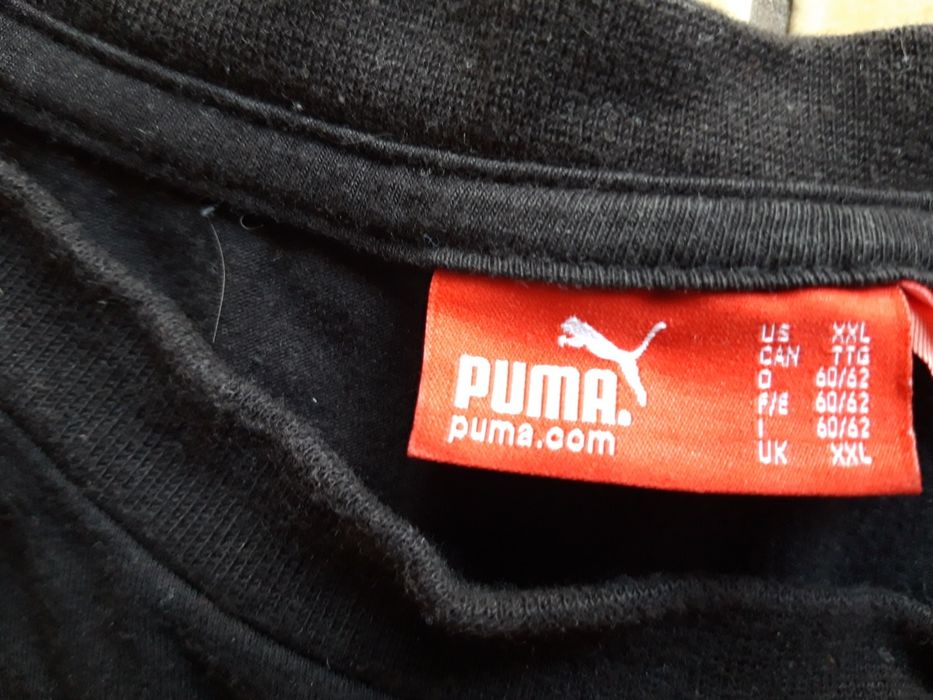 PUMA.
puma.com
US XXL
CAN TTG
D 60/62
F/E 60/62
I 60/62
UK XXL